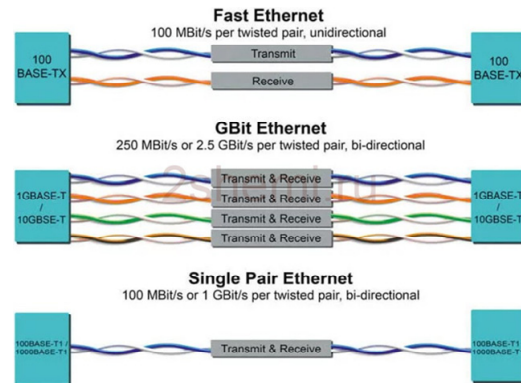 Fast Ethernet
100 MBit/s per twisted pair, unidirectional
100
BASE-TX
Transmit
Receive
100
BASE-TX
GBit Ethernet
250 MBit/s or 2.5 GBit/s per twisted pair, bi-directional
1GBASE-T
/
10GBSE-T
Transmit & Receive
Transmit & Receive
Transmit & Receive
Transmit & Receive
1GBASE-T
/
10GBSE-T
2shemi.ru
Single Pair Ethernet
100 MBit/s or 1 GBit/s per twisted pair, bi-directional
100BASE-T1 /
1000BASE-T1
Transmit & Receive
100BASE-T1 /
1000BASE-T1